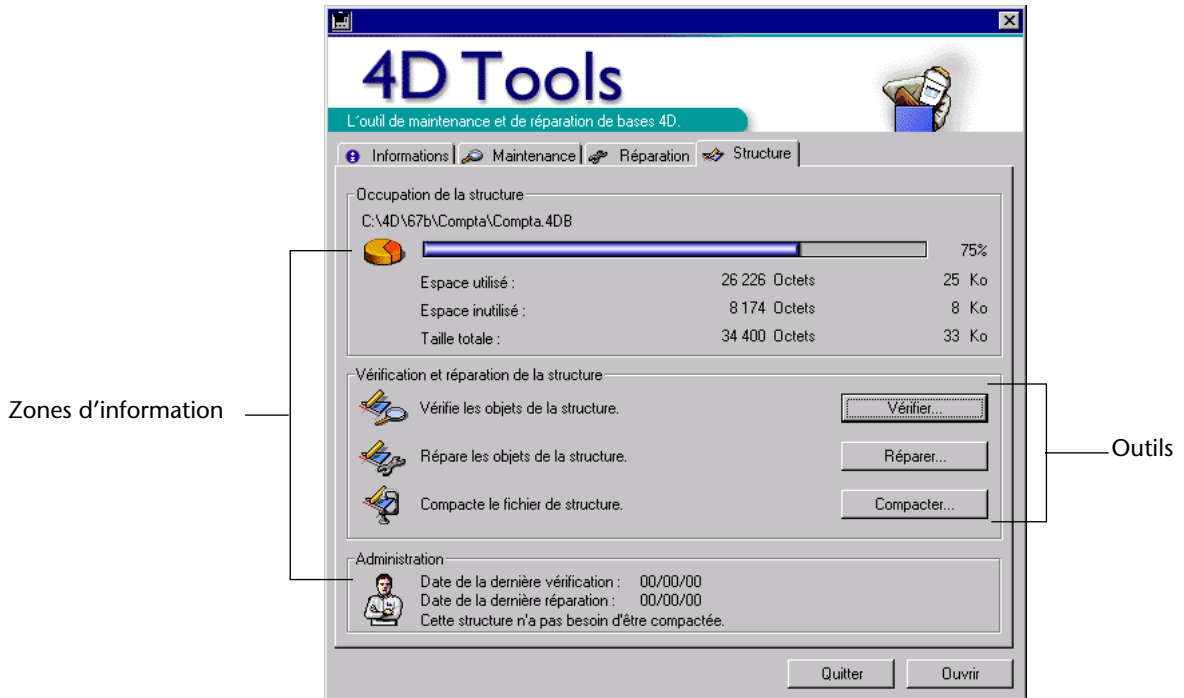 4D Tools
L'outil de maintenance et de réparation de bases 4D.
Informations Maintenance Réparation Structure
Occupation de la structure
C:\4D\67b\Compta\Compta.4DB
75%
Espace utilisé : 26 226 Octets 25 Ko
Espace inutilisé : 8 174 Octets 8 Ko
Taille totale : 34 400 Octets 33 Ko
Vérification et réparation de la structure
Zones d'information
Vérifie les objets de la structure. Vérifier...
Outils
Répare les objets de la structure. Réparer...
Compacte le fichier de structure. Compacter...
Administration
Date de la dernière vérification : 00/00/00
Date de la dernière réparation : 00/00/00
Cette structure n'a pas besoin d'être compactée.
Quitter Ouvrir